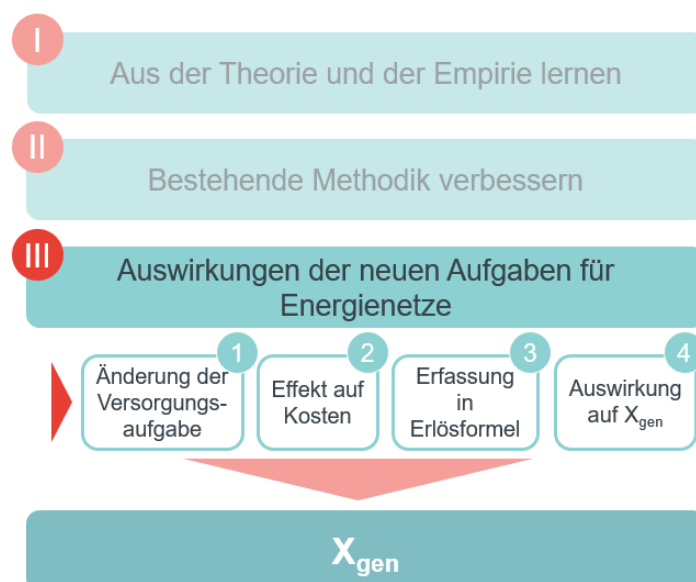 I
Aus der Theorie und der Empirie lernen
II
Bestehende Methodik verbessern
III
Auswirkungen der neuen Aufgaben für
Energienetze
1
Änderung der
Versorgungs-
aufgabe
2
Effekt auf
Kosten
3
Erfassung
in
Erlösformel
4
Auswirkung
auf Xgen
Xgen